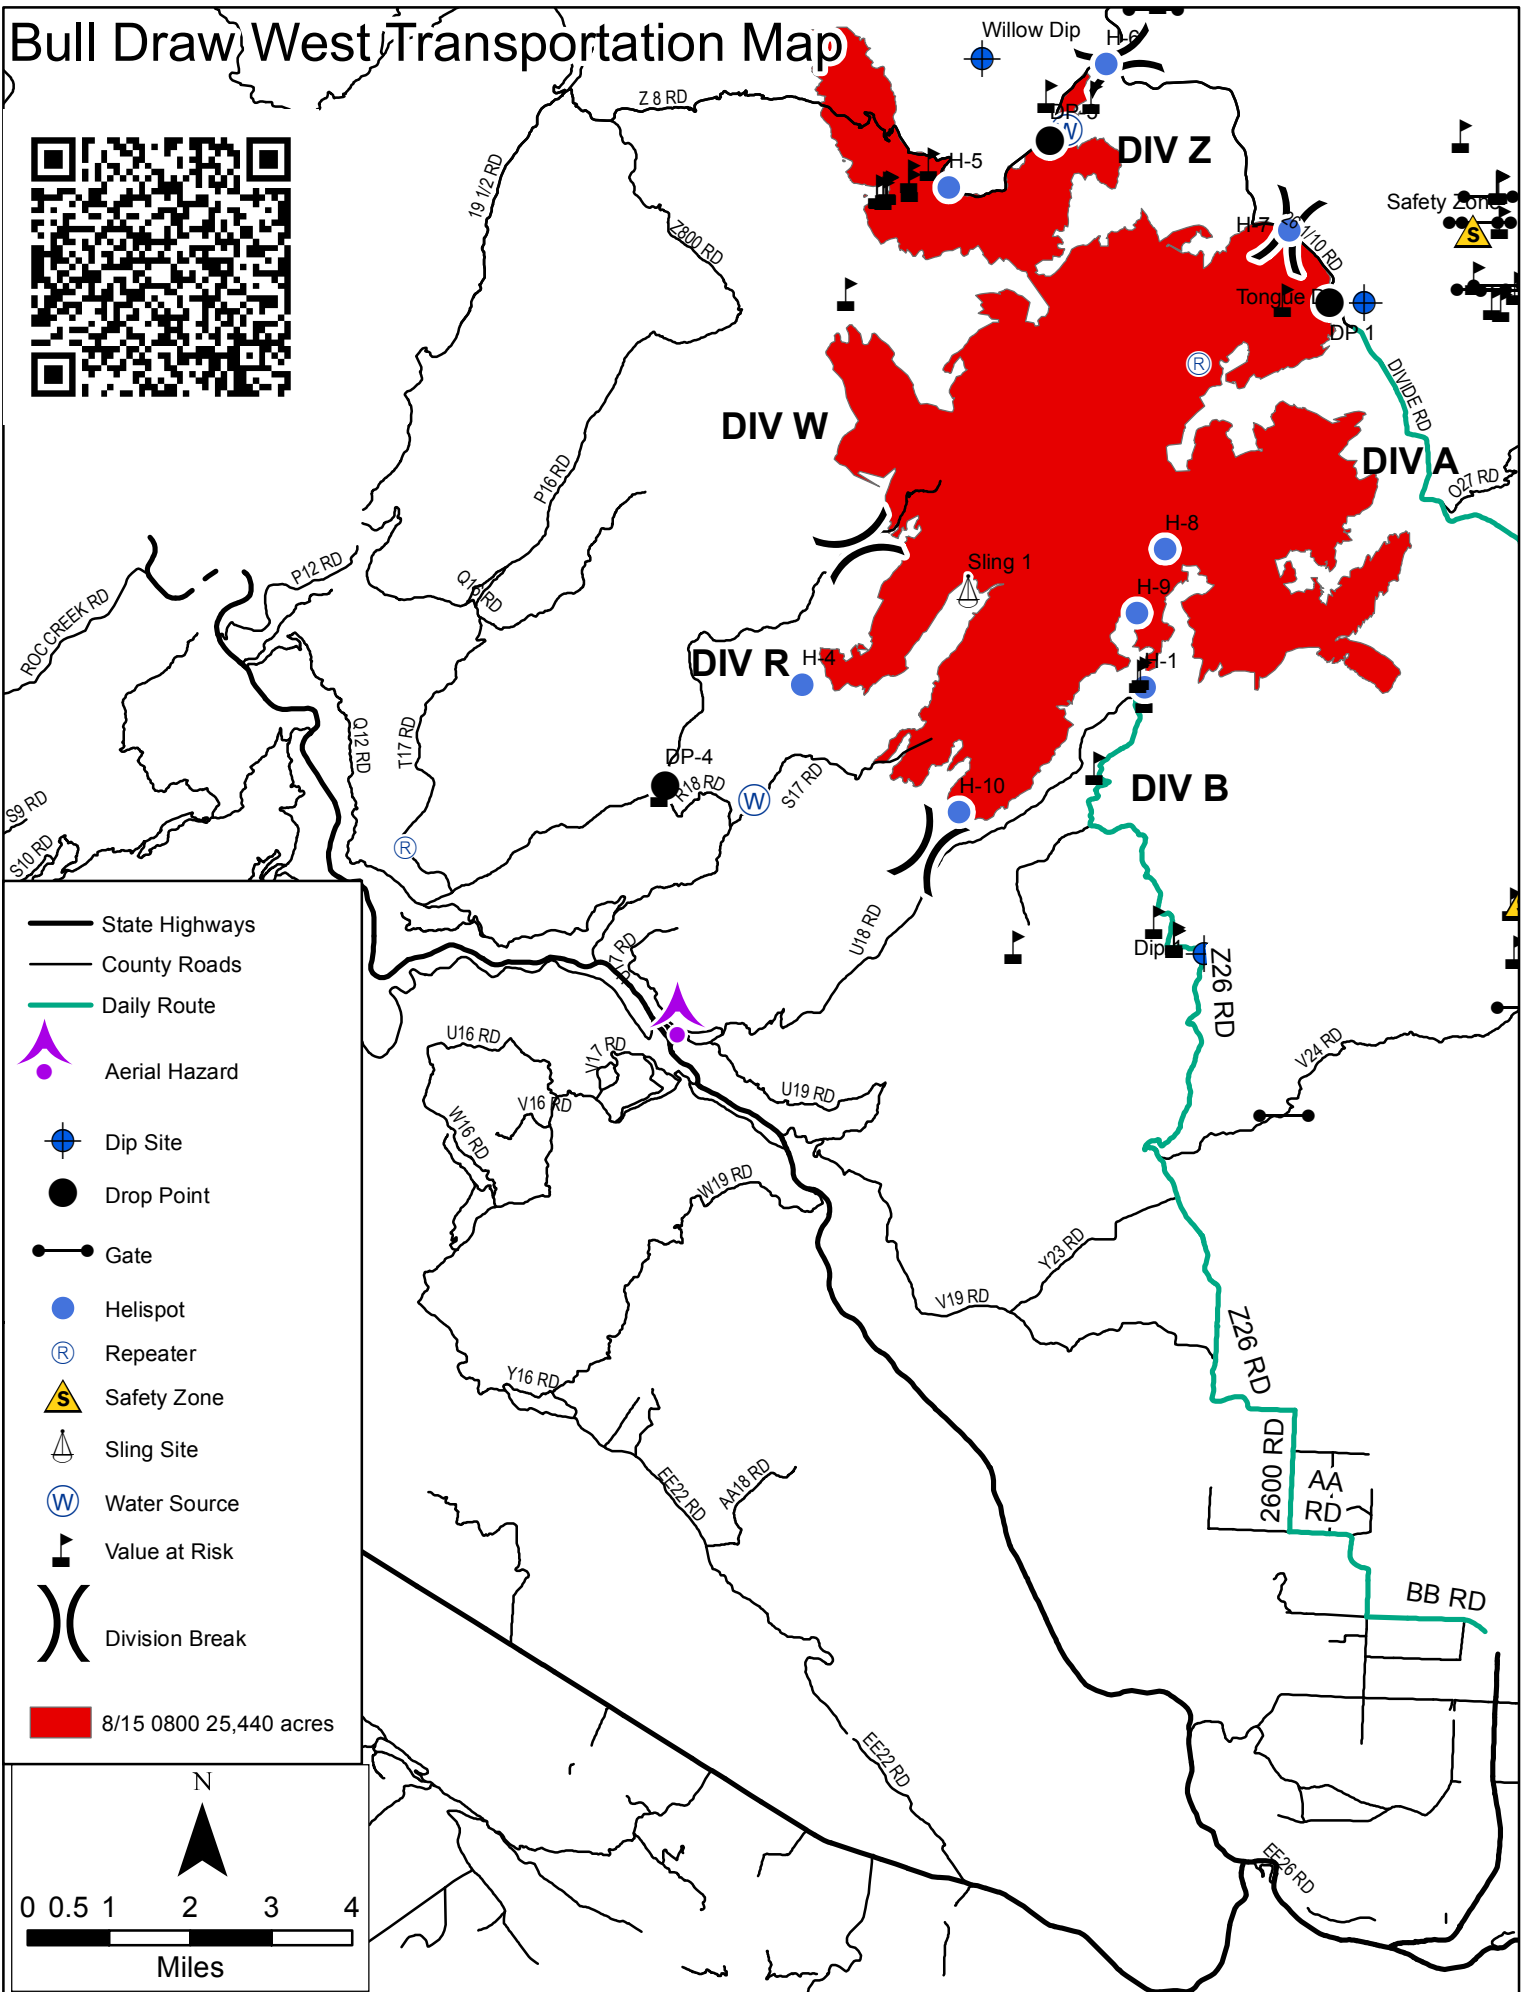 Bull Draw West Transportation Map
Willow Dip
H-6
Z 8 RD
DP-3
W
DIV Z
19 1/2 RD
H-5
Safety Zone
S
Z800 RD
H-7
26 1/10 RD
Tongue D
DP 1
R
DIVIDE RD
DIV W
DIV A
O27 RD
P16 RD
H-8
P12 RD
Sling 1
Q16 RD
H-9
ROC CREEK RD
DIV R
H-4
H-1
Q12 RD
T17 RD
DP-4
R18 RD
W
S17 RD
H-10
DIV B
S9 RD
S10 RD
R
U18 RD
Dip
Z26 RD
U16 RD
V17 RD
V24 RD
U19 RD
V16 RD
W16 RD
W19 RD
Y23 RD
V19 RD
Z26 RD
Y16 RD
2600 RD
AA
RD
EE22 RD
AA18 RD
BB RD
EE22 RD
EE26 RD
State Highways
County Roads
Daily Route
Aerial Hazard
Dip Site
Drop Point
Gate
Helispot
R Repeater
S Safety Zone
Sling Site
W Water Source
Value at Risk
Division Break
8/15 0800 25,440 acres
N
0 0.5 1 2 3 4
Miles